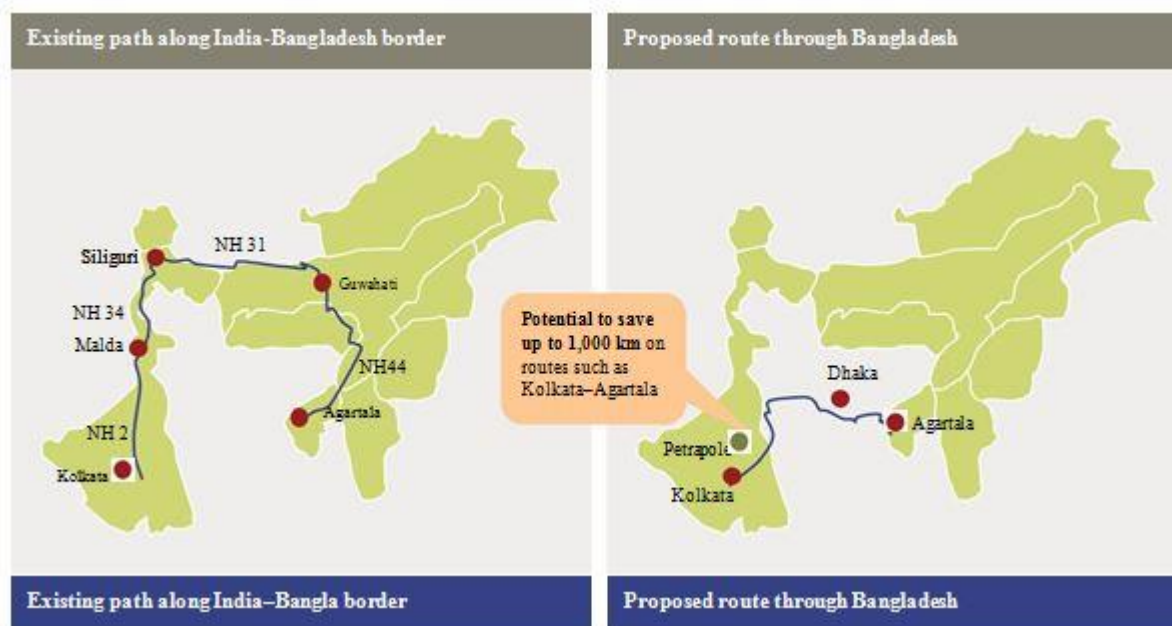 Existing path along India-Bangladesh border
Siliguri
NH 31
Guwahati
NH 34
Malda
NH44
Agartala
NH 2
Kolkata
Existing path along India–Bangla border
Proposed route through Bangladesh
Potential to save
up to 1,000 km on
routes such as
Kolkata–Agartala
Dhaka
Agartala
Petrapole
Kolkata
Proposed route through Bangladesh